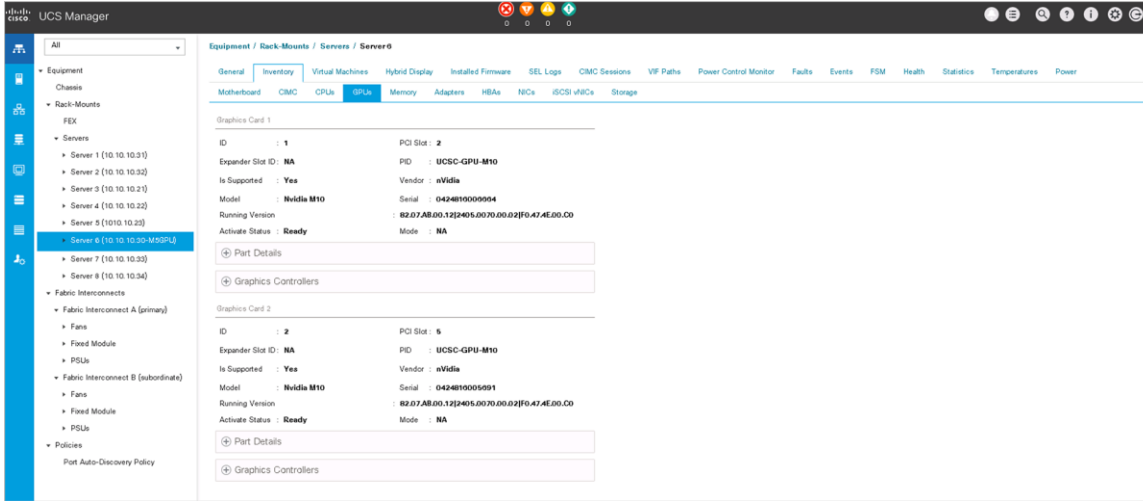 cisco UCS Manager
0 0 0 0
All
Equipment
Chassis
Rack-Mounts
FEX
Servers
Server 1 (10.10.10.31)
Server 2 (10.10.10.32)
Server 3 (10.10.10.21)
Server 4 (10.10.10.22)
Server 5 (1010.10.23)
Server 6 (10.10.10.30-M5GPU)
Server 7 (10.10.10.33)
Server 8 (10.10.10.34)
Fabric Interconnects
Fabric Interconnect A (primary)
Fans
Fixed Module
PSUs
Fabric Interconnect B (subordinate)
Fans
Fixed Module
PSUs
Policies
Port Auto-Discovery Policy
Equipment / Rack-Mounts / Servers / Server 6
General Inventory Virtual Machines Hybrid Display Installed Firmware SEL Logs CIMC Sessions VIF Paths Power Control Monitor Faults Events FSM Health Statistics Temperatures Power
Motherboard CIMC CPUs GPUs Memory Adapters HBAs NICs iSCSI vNICs Storage
Graphics Card 1
ID : 1 PCI Slot : 2
Expander Slot ID : NA PID : UCSC-GPU-M10
Is Supported : Yes Vendor : nVidia
Model : Nvidia M10 Serial : 0424816006664
Running Version : 82.07.AB.00.12|2405.0070.00.02|F0.47.4E.00.C0
Activate Status : Ready Mode : NA
Part Details
Graphics Controllers
Graphics Card 2
ID : 2 PCI Slot : 5
Expander Slot ID : NA PID : UCSC-GPU-M10
Is Supported : Yes Vendor : nVidia
Model : Nvidia M10 Serial : 0424816005691
Running Version : 82.07.AB.00.12|2405.0070.00.02|F0.47.4E.00.C0
Activate Status : Ready Mode : NA
Part Details
Graphics Controllers